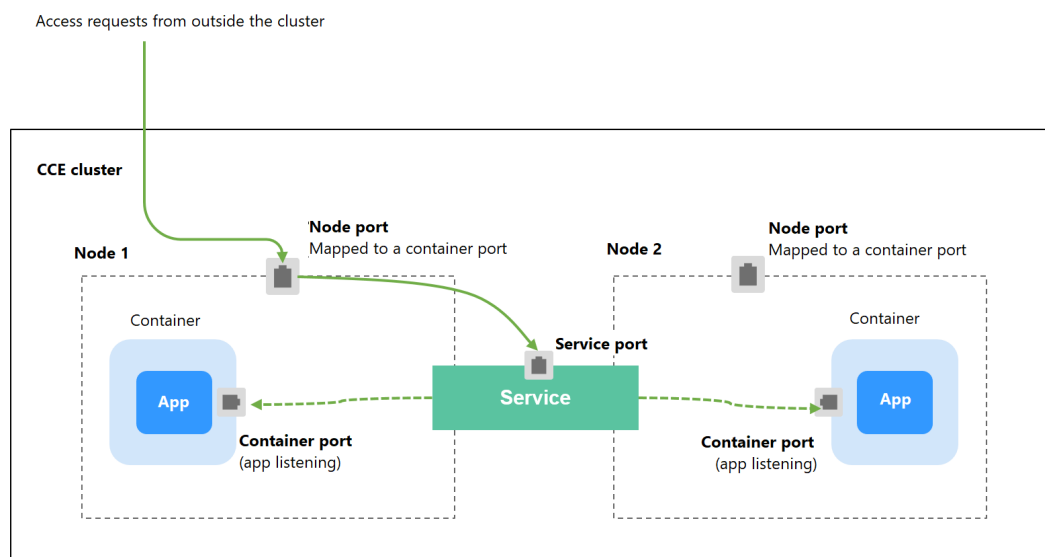 Access requests from outside the cluster
CCE cluster
Node port
Mapped to a container port
Node 1
Node port
Mapped to a container port
Node 2
Container
Container
Service port
App
Service
App
Container port
(app listening)
Container port
(app listening)